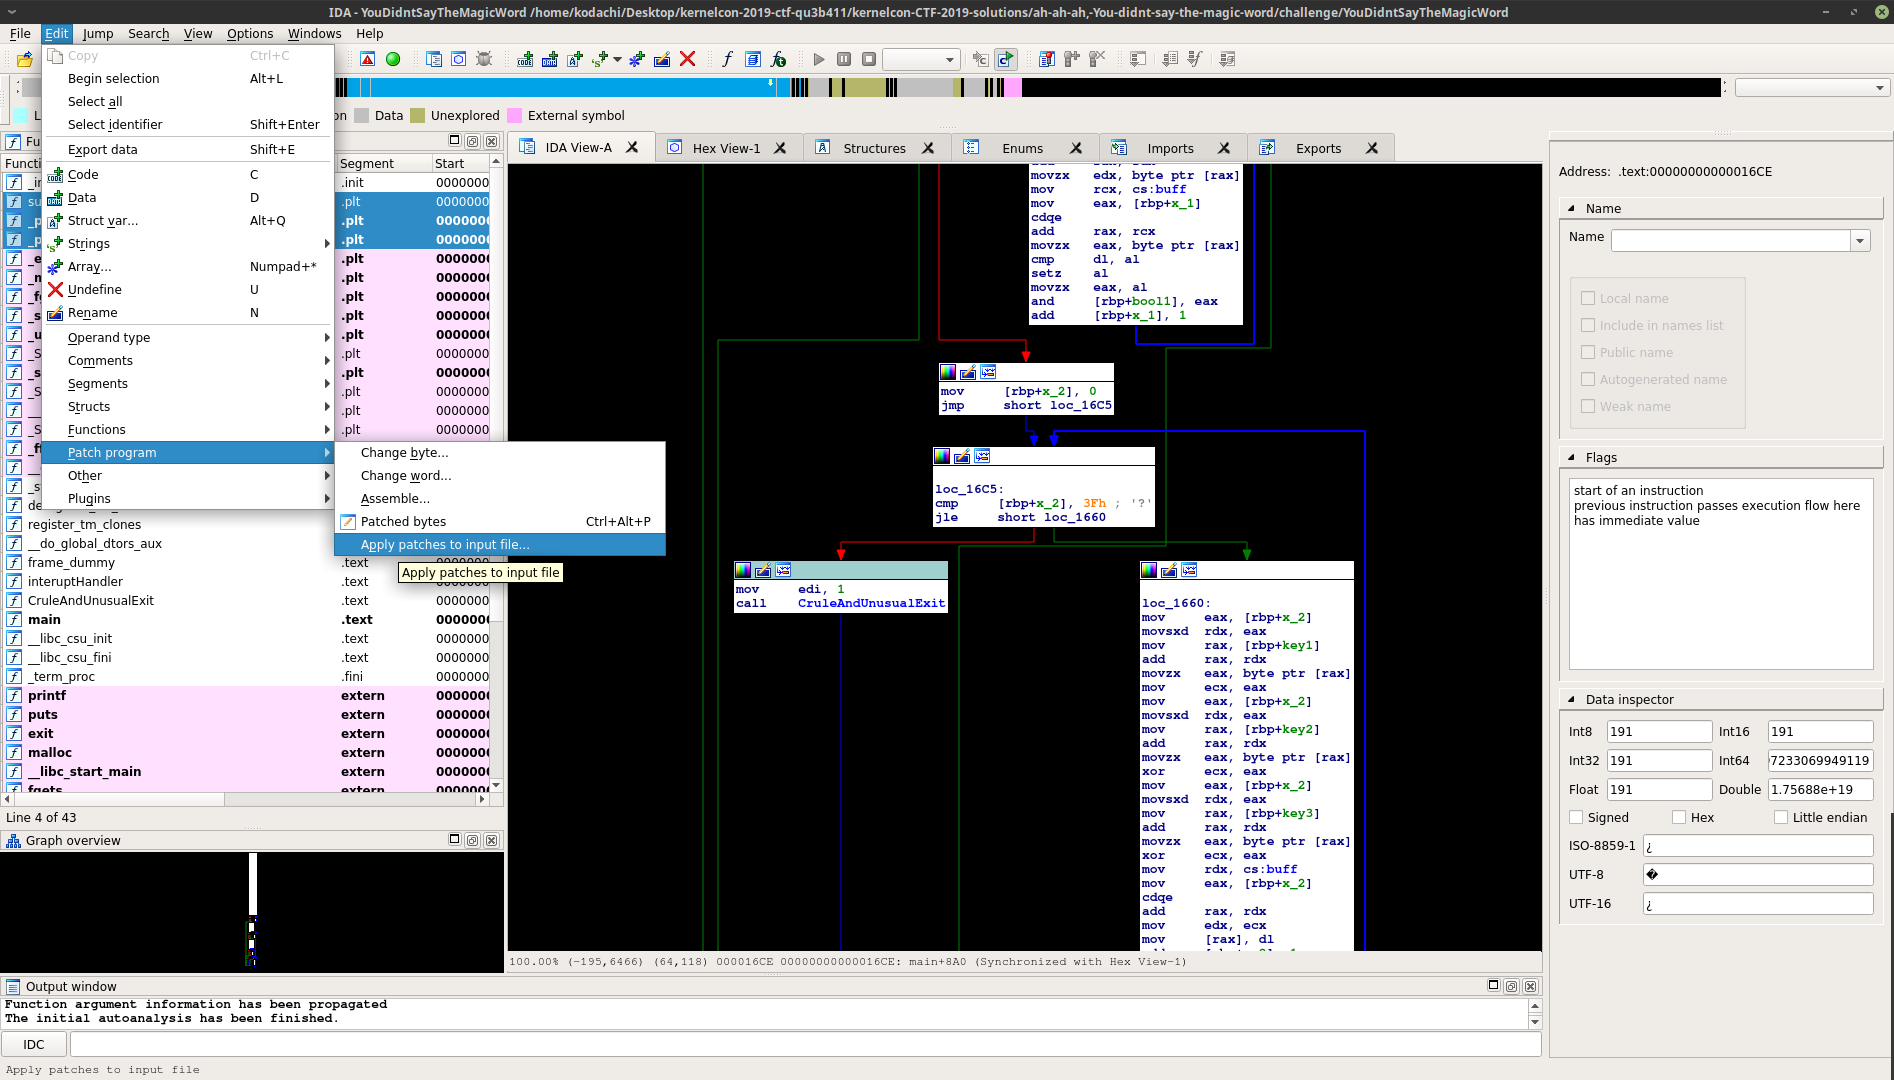 IDA - YouDidntSayTheMagicWord /home/kodachi/Desktop/kernelcon-2019-ctf-qu3b411/kernelcon-CTF-2019-solutions/ah-ah-ah,-You-didnt-say-the-magic-word/challenge/YouDidntSayTheMagicWord
File Edit Jump Search View Options Windows Help
Copy Ctrl+C
Begin selection Alt+L
Select all
Select identifier Shift+Enter
Export data Shift+E
Code C
Data D
Struct var... Alt+Q
Strings
Array... Numpad+*
Undefine U
Rename N
Operand type
Comments
Segments
Structs
Functions
Patch program
Other
Plugins
Change byte...
Change word...
Assemble...
Patched bytes Ctrl+Alt+P
Apply patches to input file...
Apply patches to input file
Data Unexplored External symbol
Segment Start
.init 0000000
.plt 0000000
.plt 0000000
.plt 0000000
.plt 0000000
.plt 0000000
.plt 0000000
.plt 0000000
.plt 0000000
.plt 0000000
.plt 0000000
.plt 0000000
.plt 0000000
.plt 0000000
register_tm_clones
__do_global_dtors_aux
frame_dummy .text 0000000
interuptHandler .text 0000000
CruleAndUnusualExit .text 0000000
main .text 0000000
__libc_csu_init .text 0000000
__libc_csu_fini .text 0000000
_term_proc .fini 0000000
printf extern 0000000
puts extern 0000000
exit extern 0000000
malloc extern 0000000
__libc_start_main extern 0000000
fgets extern 0000000
Line 4 of 43
Graph overview
IDA View-A Hex View-1 Structures Enums Imports Exports
movzx edx, byte ptr [rax]
mov rcx, cs:buff
mov eax, [rbp+x_1]
cdqe
add rax, rcx
movzx eax, byte ptr [rax]
cmp dl, al
setz al
movzx eax, al
and [rbp+bool1], eax
add [rbp+x_1], 1
mov [rbp+x_2], 0
jmp short loc_16C5
loc_16C5:
cmp [rbp+x_2], 3Fh ; '?'
jle short loc_1660
mov edi, 1
call CruleAndUnusualExit
loc_1660:
mov eax, [rbp+x_2]
movsxd rdx, eax
mov rax, [rbp+key1]
add rax, rdx
movzx eax, byte ptr [rax]
mov ecx, eax
mov eax, [rbp+x_2]
movsxd rdx, eax
mov rax, [rbp+key2]
add rax, rdx
movzx eax, byte ptr [rax]
xor ecx, eax
mov eax, [rbp+x_2]
movsxd rdx, eax
mov rax, [rbp+key3]
add rax, rdx
movzx eax, byte ptr [rax]
xor ecx, eax
mov rdx, cs:buff
mov eax, [rbp+x_2]
cdqe
add rax, rdx
mov edx, ecx
mov [rax], dl
100.00% (-195,6466) (64,118) 000016CE 00000000000016CE: main+8A0 (Synchronized with Hex View-1)
Address: .text:00000000000016CE
Name
Name
Local name
Include in names list
Public name
Autogenerated name
Weak name
Flags
start of an instruction
previous instruction passes execution flow here
has immediate value
Data inspector
Int8 191 Int16 191
Int32 191 Int64 7233069949119
Float 191 Double 1.75688e+19
Signed Hex Little endian
ISO-8859-1 ¿
UTF-8 �
UTF-16 ¿
Output window
Function argument information has been propagated
The initial autoanalysis has been finished.
IDC
Apply patches to input file